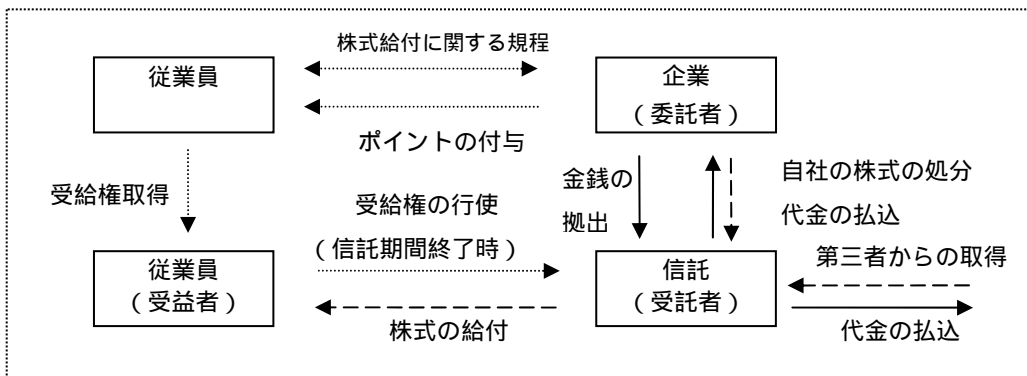 株式給付に関する規程
従業員
企業
（委託者）
ポイントの付与
受給権取得
受給権の行使
（信託期間終了時）
金銭の
拠出
自社の株式の処分
代金の払込
第三者からの取得
従業員
（受益者）
信託
（受託者）
株式の給付
代金の払込